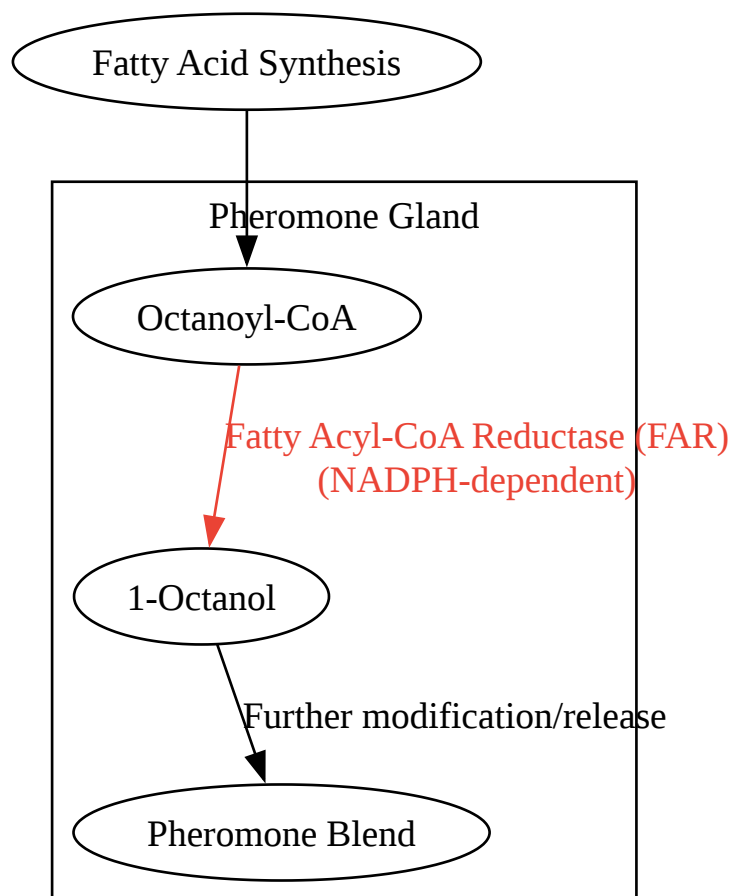 Fatty Acid Synthesis
Pheromone Gland
Octanoyl-CoA
Fatty Acyl-CoA Reductase (FAR)
(NADPH-dependent)
1-Octanol
Further modification/release
Pheromone Blend